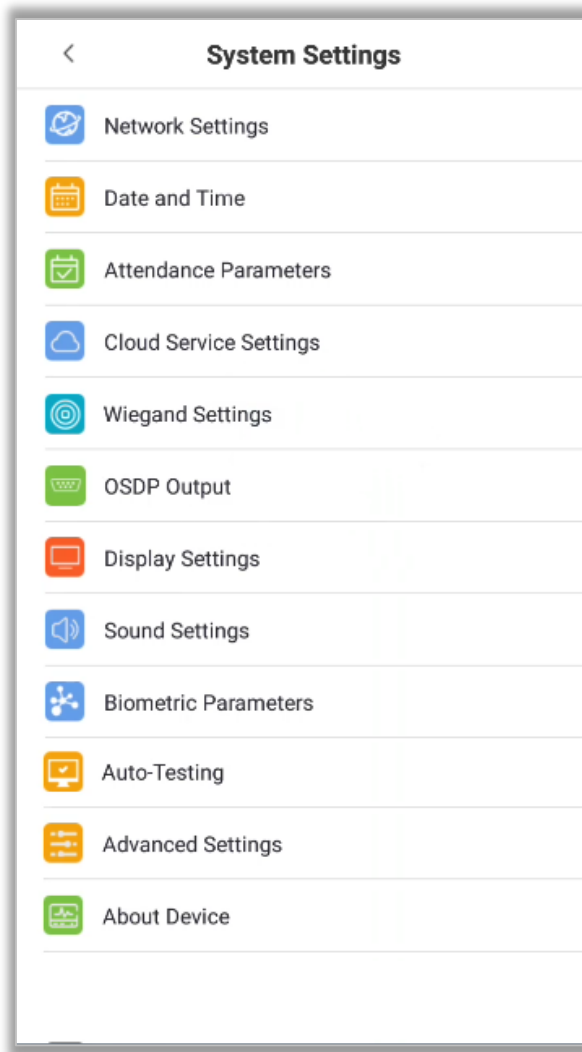 System Settings
Network Settings
Date and Time
Attendance Parameters
Cloud Service Settings
Wiegand Settings
OSDP Output
Display Settings
Sound Settings
Biometric Parameters
Auto-Testing
Advanced Settings
About Device